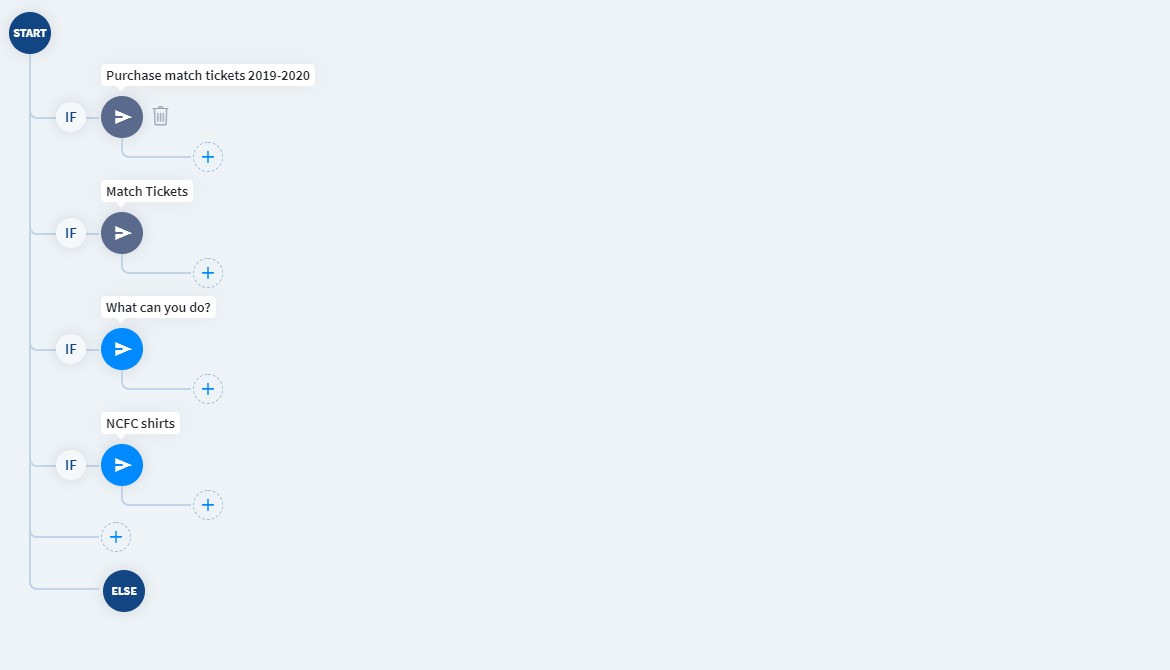 START
Purchase match tickets 2019-2020
IF
Match Tickets
IF
What can you do?
IF
NCFC shirts
IF
ELSE